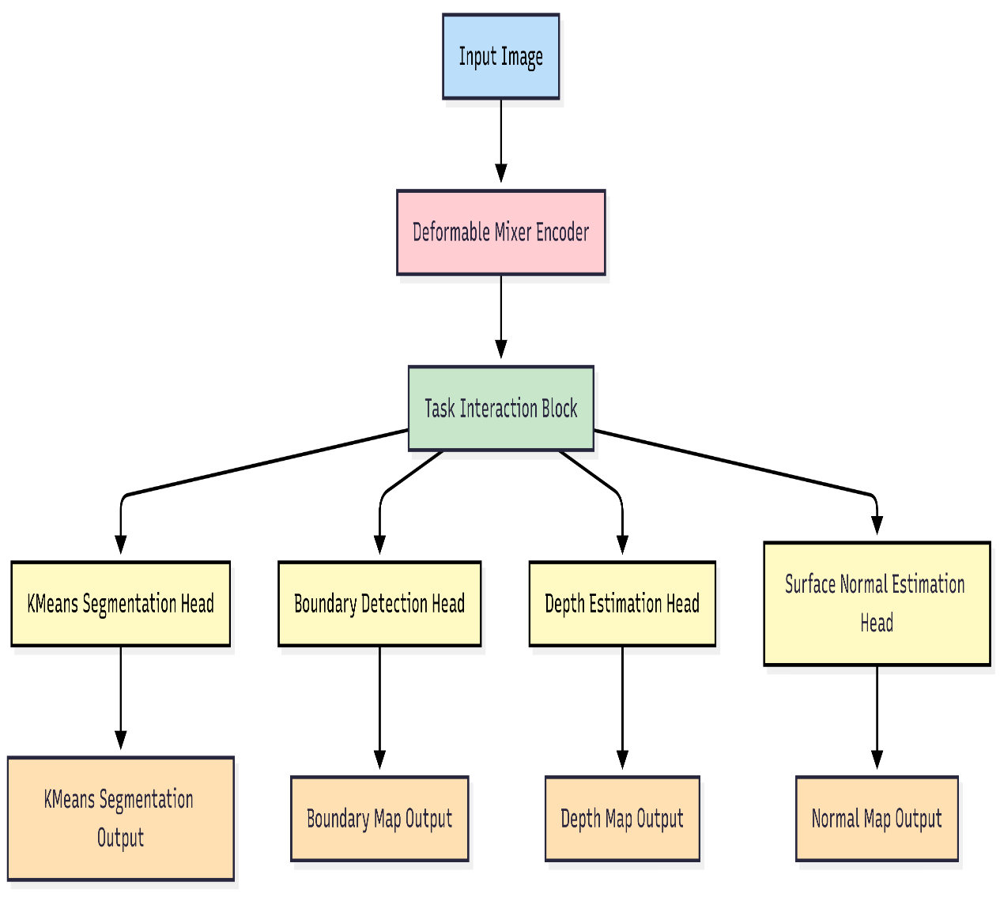 Input Image
Deformable Mixer Encoder
Task Interaction Block
KMeans Segmentation Head
Boundary Detection Head
Depth Estimation Head
Surface Normal Estimation
Head
KMeans Segmentation
Output
Boundary Map Output
Depth Map Output
Normal Map Output